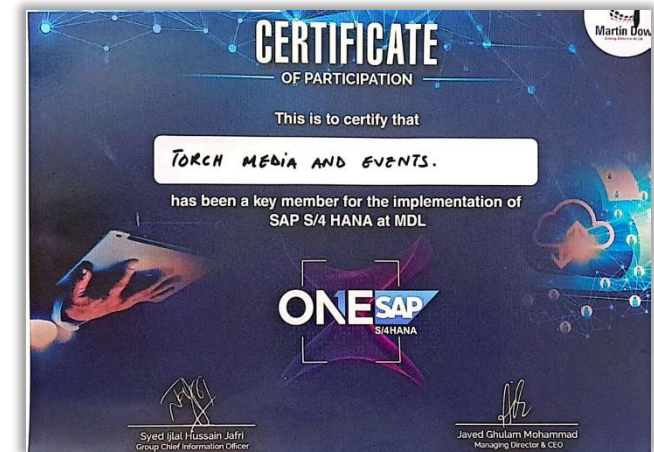 CERTIFICATE
OF PARTICIPATION
Martin Dow
This is to certify that
TORCH MEDIA AND EVENTS.
has been a key member for the implementation of
SAP S/4 HANA at MDL
ONE SAP
S/4HANA
Syed Ijlal Hussain Jafri
Group Chief Information Officer
Javed Ghulam Mohammad
Managing Director & CEO